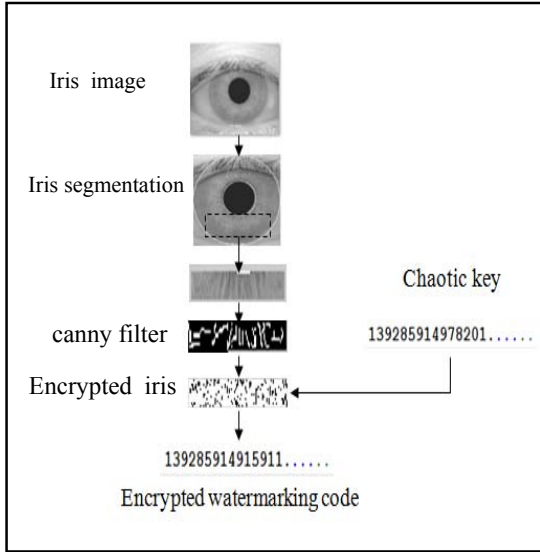 Iris image
Iris segmentation
Chaotic key
canny filter
139285914978201......
Encrypted iris
139285914915911......
Encrypted watermarking code